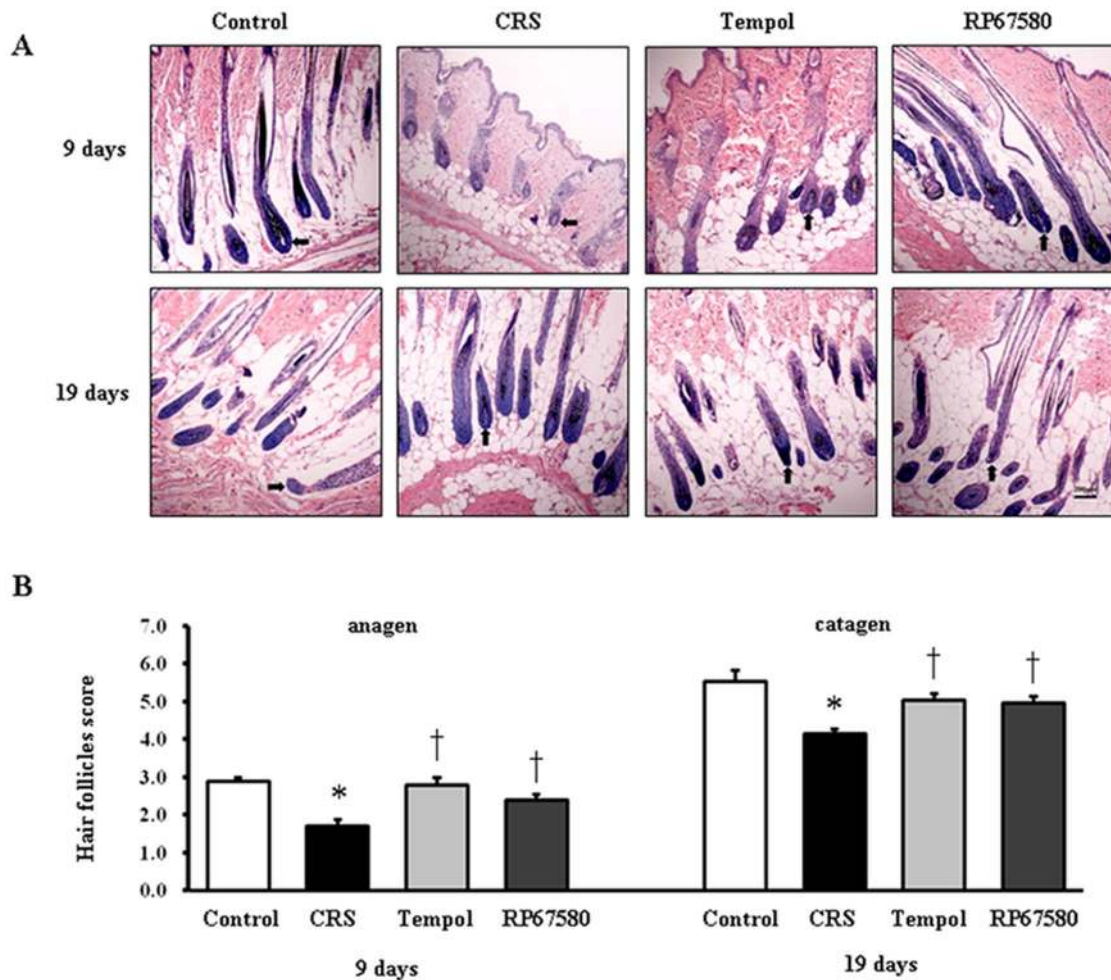 Control CRS Tempol RP67580
A
9 days
19 days
B
anagen catagen
7.0
6.0
5.0
4.0
3.0
2.0
1.0
0.0
Hair follicles score
* † † * † †
Control CRS Tempol RP67580 Control CRS Tempol RP67580
9 days 19 days